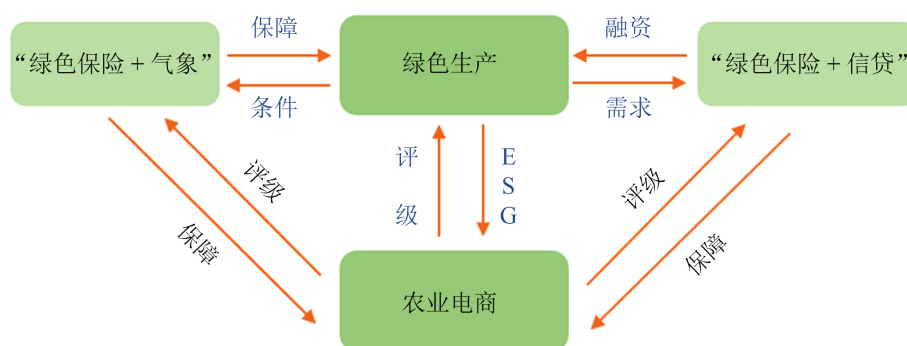 保障
融资
“绿色保险 + 气象”
绿色生产
“绿色保险 + 信贷”
条件
需求
评级
ESG
评级
评级
保障
保障
农业电商